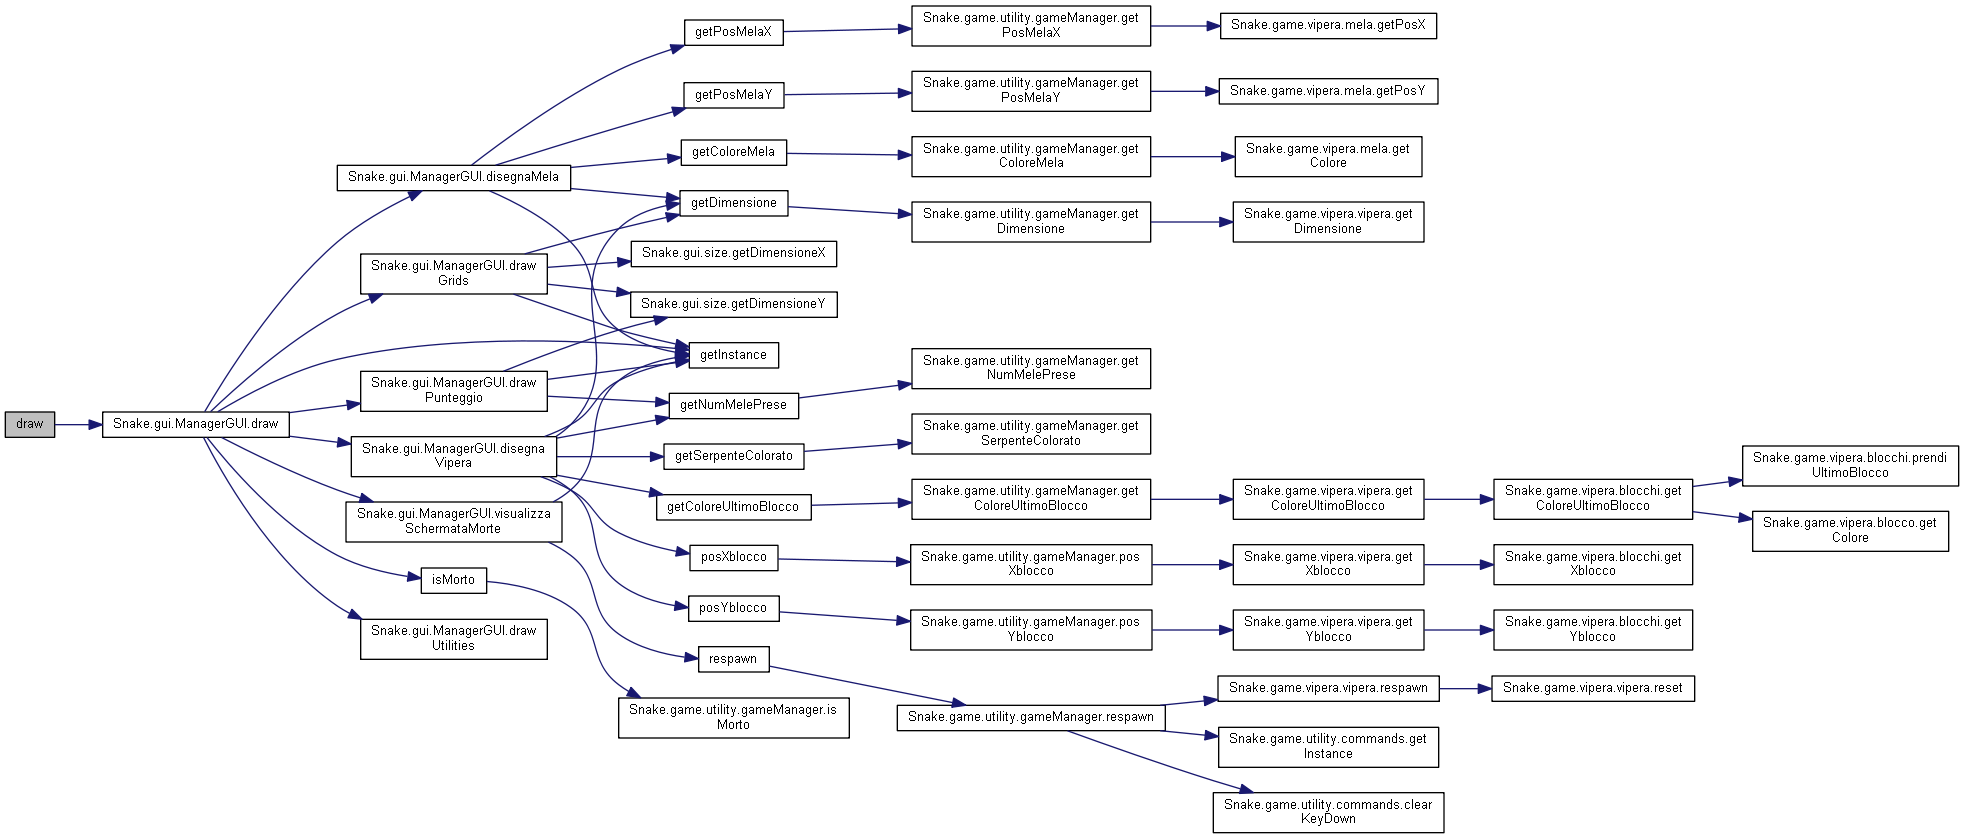 draw
Snake.gui.ManagerGUI.draw
Snake.gui.ManagerGUI.disegnaMela
Snake.gui.ManagerGUI.draw
Grids
Snake.gui.ManagerGUI.draw
Punteggio
Snake.gui.ManagerGUI.disegna
Vipera
Snake.gui.ManagerGUI.visualizza
SchermataMorte
isMorto
Snake.gui.ManagerGUI.draw
Utilities
getPosMelaX
getPosMelaY
getColoreMela
getDimensione
Snake.gui.size.getDimensioneX
Snake.gui.size.getDimensioneY
getInstance
getNumMelePrese
getSerpenteColorato
getColoreUltimoBlocco
posXblocco
posYblocco
respawn
Snake.game.utility.gameManager.is
Morto
Snake.game.utility.gameManager.get
PosMelaX
Snake.game.utility.gameManager.get
PosMelaY
Snake.game.utility.gameManager.get
ColoreMela
Snake.game.utility.gameManager.get
Dimensione
Snake.game.utility.gameManager.get
NumMelePrese
Snake.game.utility.gameManager.get
SerpenteColorato
Snake.game.utility.gameManager.get
ColoreUltimoBlocco
Snake.game.utility.gameManager.pos
Xblocco
Snake.game.utility.gameManager.pos
Yblocco
Snake.game.utility.gameManager.respawn
Snake.game.vipera.mela.getPosX
Snake.game.vipera.mela.getPosY
Snake.game.vipera.mela.get
Colore
Snake.game.vipera.vipera.get
Dimensione
Snake.game.vipera.vipera.get
ColoreUltimoBlocco
Snake.game.vipera.vipera.get
Xblocco
Snake.game.vipera.vipera.get
Yblocco
Snake.game.vipera.vipera.respawn
Snake.game.utility.commands.get
Instance
Snake.game.utility.commands.clear
KeyDown
Snake.game.vipera.blocchi.get
ColoreUltimoBlocco
Snake.game.vipera.blocchi.get
Xblocco
Snake.game.vipera.blocchi.get
Yblocco
Snake.game.vipera.vipera.reset
Snake.game.vipera.blocchi.prendi
UltimoBlocco
Snake.game.vipera.blocco.get
Colore